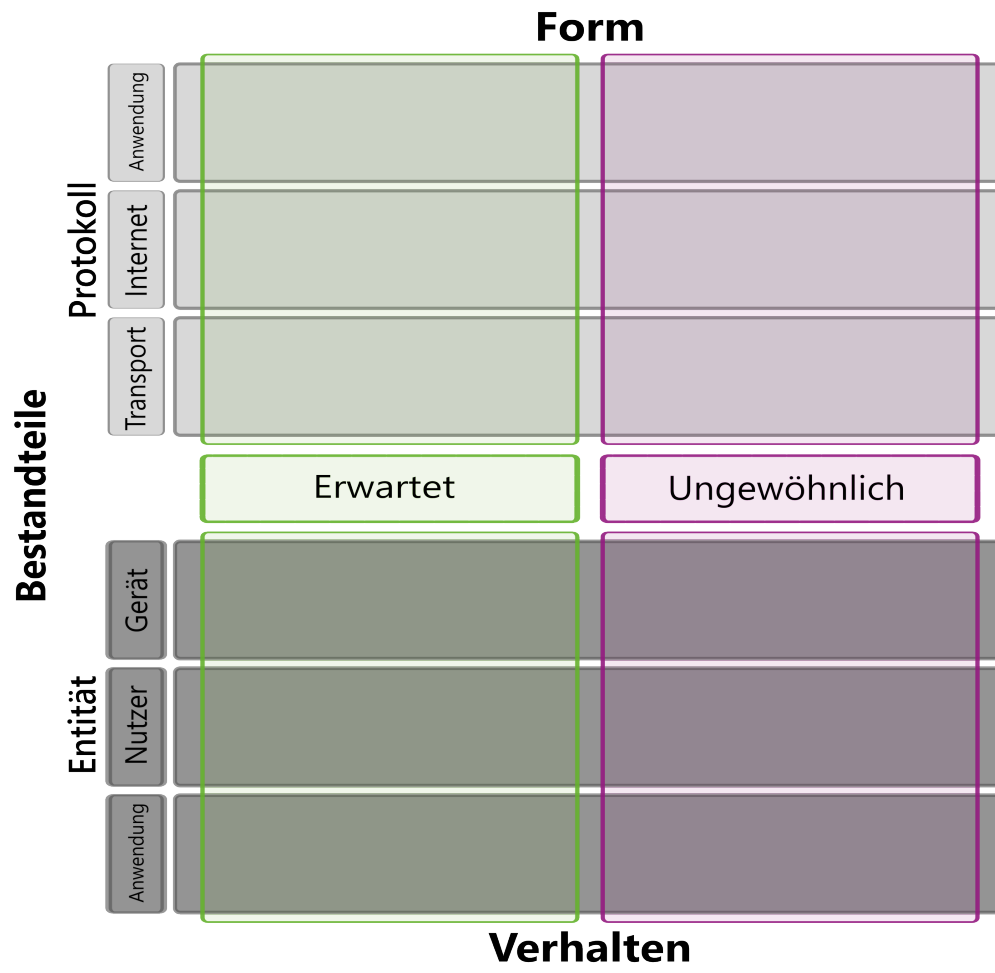 Form
Bestandteile
Protokoll
Anwendung
Internet
Transport
Erwartet
Ungewöhnlich
Entität
Gerät
Nutzer
Anwendung
Verhalten